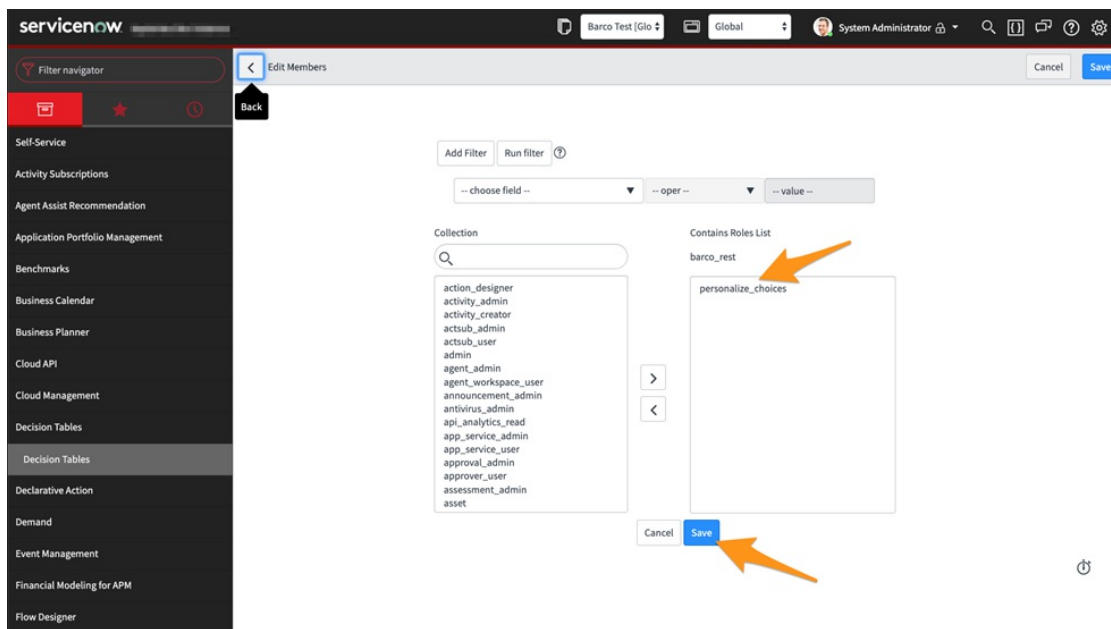 servicenow
Barco Test [Glo
Global
System Administrator
Filter navigator
Edit Members
Cancel
Save
Back
Self-Service
Activity Subscriptions
Agent Assist Recommendation
Application Portfolio Management
Benchmarks
Business Calendar
Business Planner
Cloud API
Cloud Management
Decision Tables
Decision Tables
Declarative Action
Demand
Event Management
Financial Modeling for APM
Flow Designer
Add Filter
Run filter
-- choose field --
-- oper --
-- value --
Collection
Contains Roles List
barco_rest
action_designer
activity_admin
activity_creator
actsub_admin
actsub_user
admin
agent_admin
agent_workspace_user
announcement_admin
antivirus_admin
api_analytics_read
app_service_admin
app_service_user
approval_admin
approver_user
assessment_admin
asset
personalize_choices
Cancel
Save